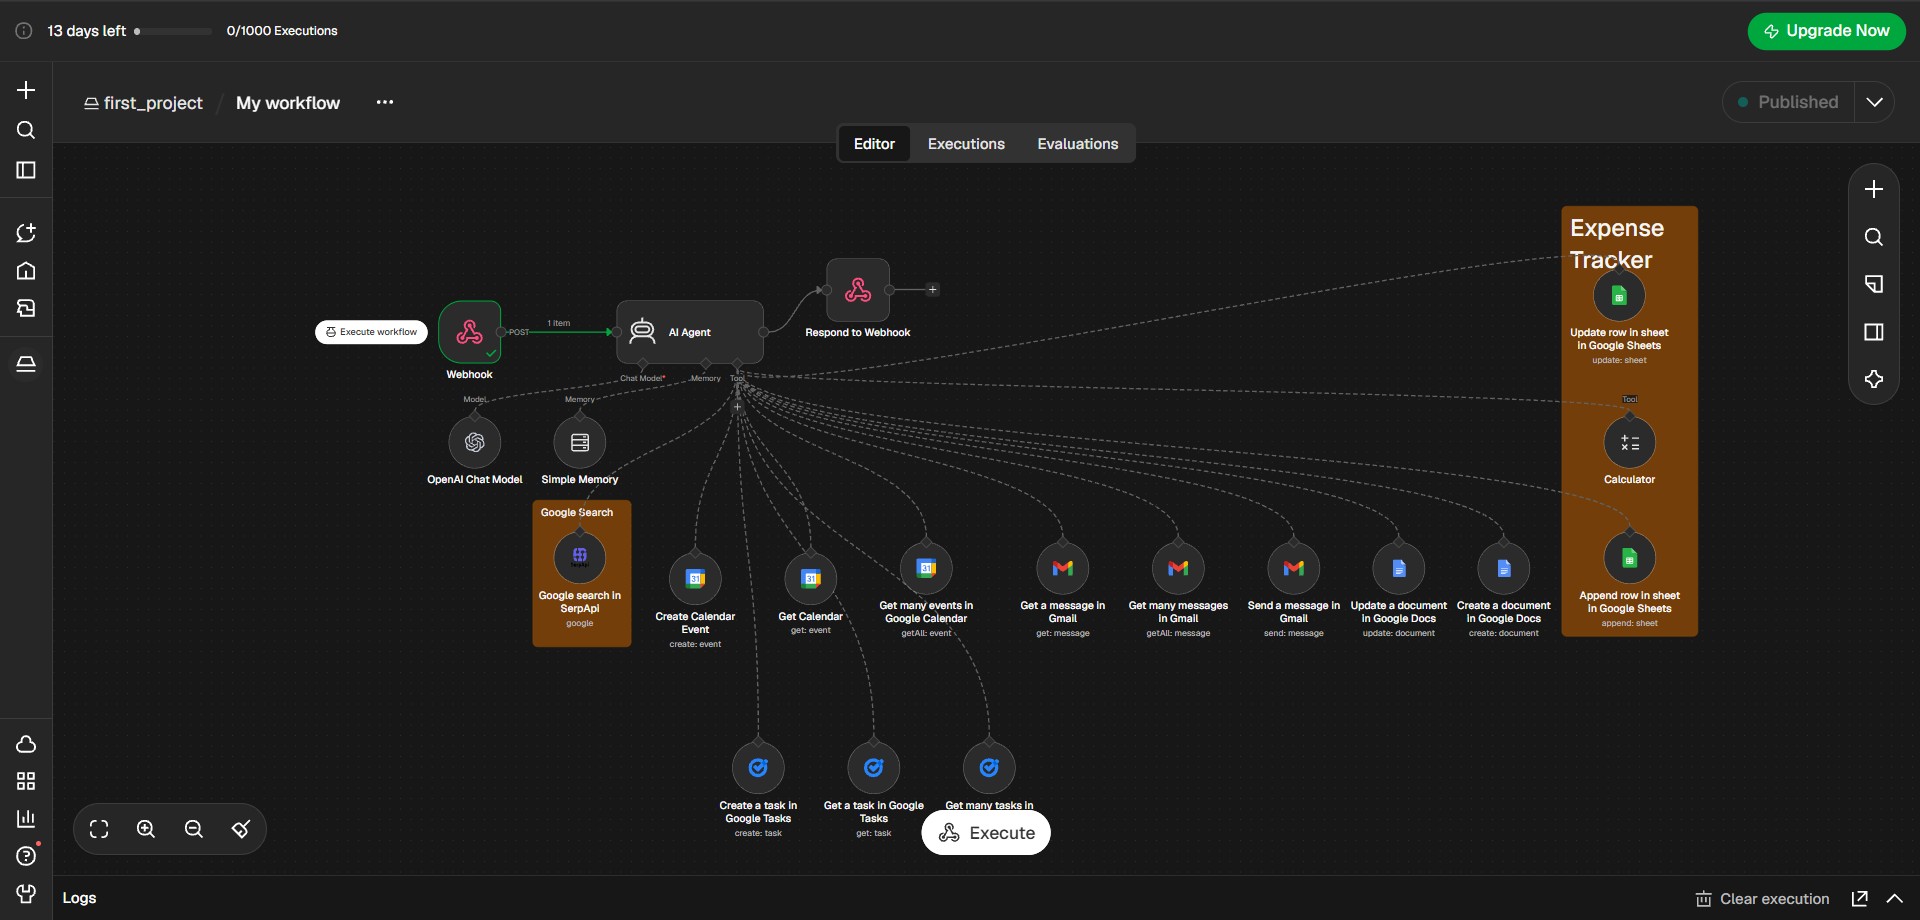 13 days left
0/1000 Executions
Upgrade Now
first_project / My workflow
Published
Editor
Executions
Evaluations
Expense
Tracker
Update row in sheet
in Google Sheets
update: sheet
Execute workflow
POST
1 item
Webhook
AI Agent
Respond to Webhook
Chat Model*
Memory
Tool
Model
Memory
Tool
OpenAI Chat Model
Simple Memory
Calculator
Google Search
Google search in
SerpApi
google
Create Calendar
Event
create: event
Get Calendar
get: event
Get many events in
Google Calendar
getAll: event
Get a message in
Gmail
get: message
Get many messages
in Gmail
getAll: message
Send a message in
Gmail
send: message
Update a document
in Google Docs
update: document
Create a document
in Google Docs
create: document
Append row in sheet
in Google Sheets
append: sheet
Create a task in
Google Tasks
create: task
Get a task in Google
Tasks
get: task
Get many tasks in
Execute
Logs
Clear execution